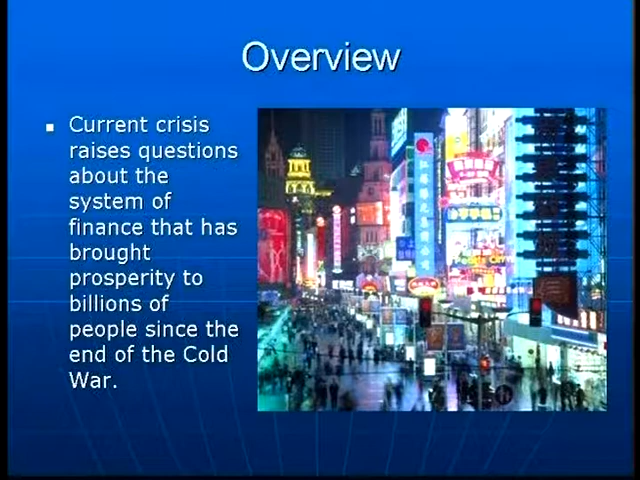 Overview
Current crisis
raises questions
about the
system of
finance that has
brought
prosperity to
billions of
people since the
end of the Cold
War.